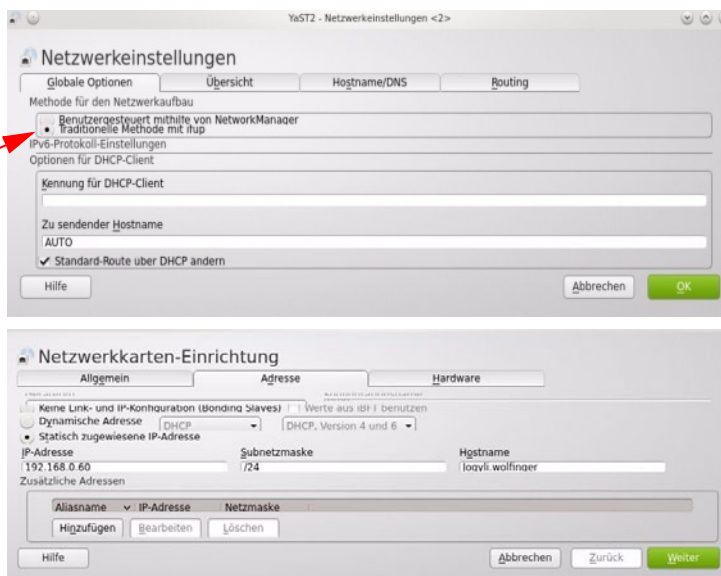 YaST2 - Netzwerkeinstellungen <2>
Netzwerkeinstellungen
Globale Optionen Übersicht Hostname/DNS Routing
Methode für den Netzwerkaufbau
Benutzergesteuert mithilfe von NetworkManager
Traditionelle Methode mit ifup
IPv6-Protokoll-Einstellungen
Optionen für DHCP-Client
Kennung für DHCP-Client
Zu sendender Hostname
AUTO
Standard-Route über DHCP ändern
Hilfe Abbrechen OK
Netzwerkkarten-Einrichtung
Allgemein Adresse Hardware
Keine Link- und IP-Konfiguration (Bonding Slaves) Werte aus iBFT benutzen
Dynamische Adresse DHCP DHCP, Version 4 und 6
Statisch zugewiesene IP-Adresse
IP-Adresse Subnetzmaske Hostname
192.168.0.60 /24 logyli.wolfinger
Zusätzliche Adressen
Aliasname IP-Adresse Netzmaske
Hinzufügen Bearbeiten Löschen
Hilfe Abbrechen Zurück Weiter